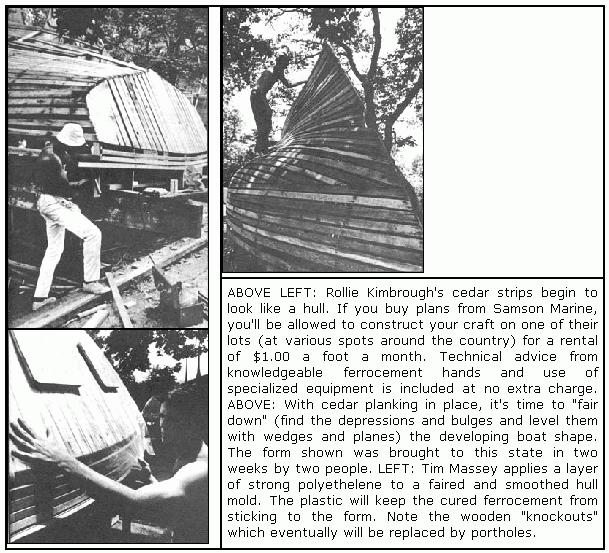 ABOVE LEFT: Rollie Kimbrough's cedar strips begin to
look like a hull. If you buy plans from Samson Marine,
you'll be allowed to construct your craft on one of their
lots (at various spots around the country) for a rental
of $1.00 a foot a month. Technical advice from
knowledgeable ferrocement hands and use of
specialized equipment is included at no extra charge.
ABOVE: With cedar planking in place, it's time to "fair
down" (find the depressions and bulges and level them
with wedges and planes) the developing boat shape.
The form shown was brought to this state in two
weeks by two people. LEFT: Tim Massey applies a layer
of strong polyethelene to a faired and smoothed hull
mold. The plastic will keep the cured ferrocement from
sticking to the form. Note the wooden "knockouts"
which eventually will be replaced by portholes.